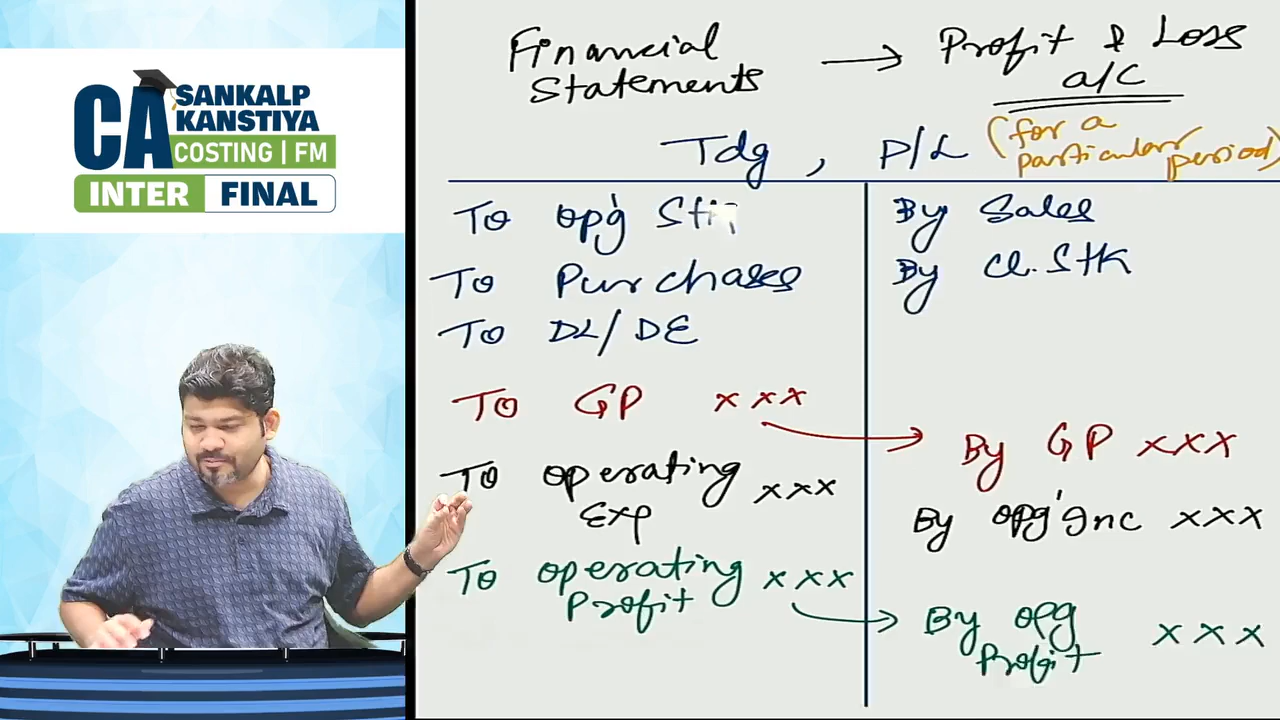 CA SANKALP
KANSTIYA
COSTING | FM
INTER FINAL
Financial
Statements → Profit & Loss
a/c
(for a
particular period)
Tdg , P/L
To opg Stk
By Sales
To Purchases
By cl. Stk
To DL/DE
To GP xxx
By GP xxx
To operating
Exp xxx
By opg Inc xxx
To operating
Profit xxx
By opg
Profit xxx